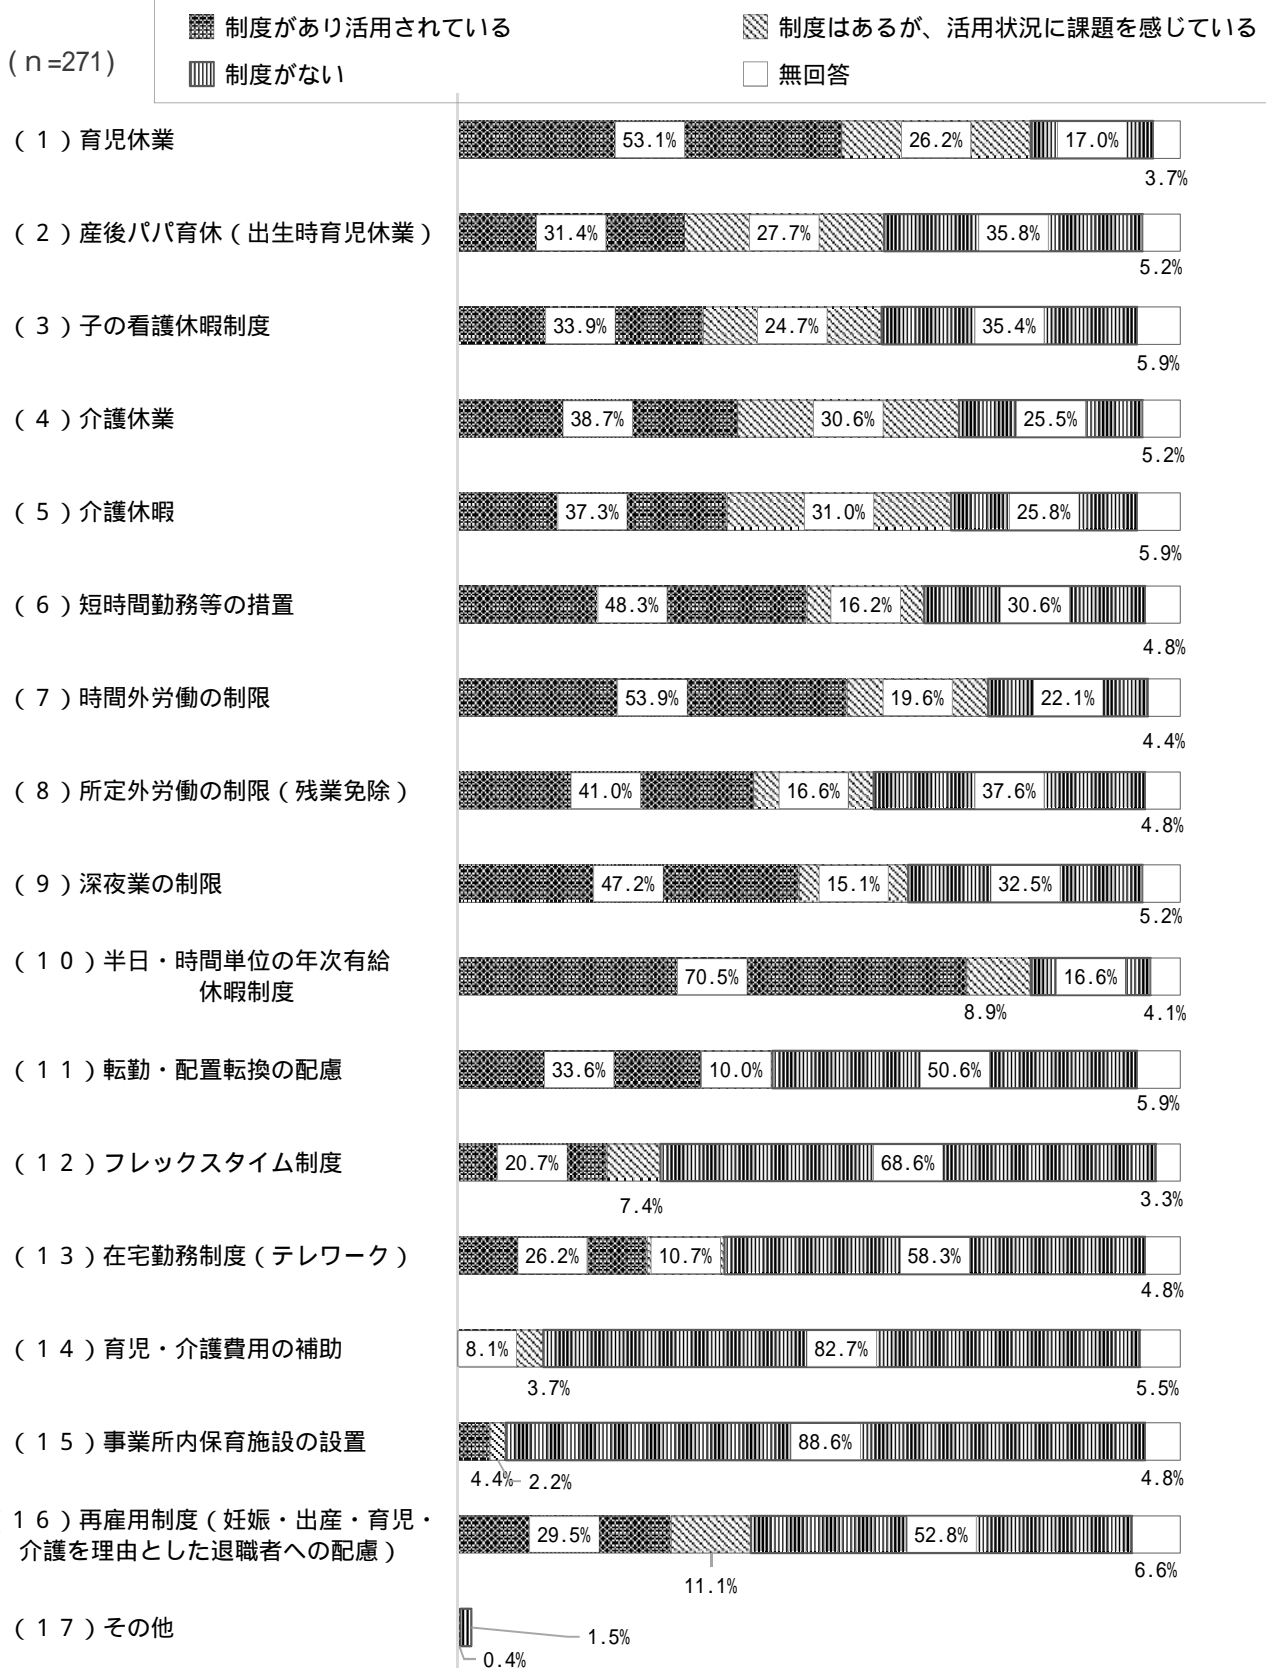 (n=271)
制度があり活用されている
制度はあるが、活用状況に課題を感じている
制度がない
無回答
(1)育児休業
53.1% 26.2% 17.0%
3.7%
(2)産後パパ育休(出生時育児休業)
31.4% 27.7% 35.8%
5.2%
(3)子の看護休暇制度
33.9% 24.7% 35.4%
5.9%
(4)介護休業
38.7% 30.6% 25.5%
5.2%
(5)介護休暇
37.3% 31.0% 25.8%
5.9%
(6)短時間勤務等の措置
48.3% 16.2% 30.6%
4.8%
(7)時間外労働の制限
53.9% 19.6% 22.1%
4.4%
(8)所定外労働の制限(残業免除)
41.0% 16.6% 37.6%
4.8%
(9)深夜業の制限
47.2% 15.1% 32.5%
5.2%
(10)半日・時間単位の年次有給
休暇制度
70.5% 16.6%
8.9% 4.1%
(11)転勤・配置転換の配慮
33.6% 10.0% 50.6%
5.9%
(12)フレックスタイム制度
20.7% 68.6%
7.4% 3.3%
(13)在宅勤務制度(テレワーク)
26.2% 10.7% 58.3%
4.8%
(14)育児・介護費用の補助
8.1% 82.7%
3.7% 5.5%
(15)事業所内保育施設の設置
88.6%
4.4% 2.2% 4.8%
16)再雇用制度(妊娠・出産・育児・
介護を理由とした退職者への配慮)
29.5% 52.8%
11.1% 6.6%
(17)その他
1.5%
0.4%